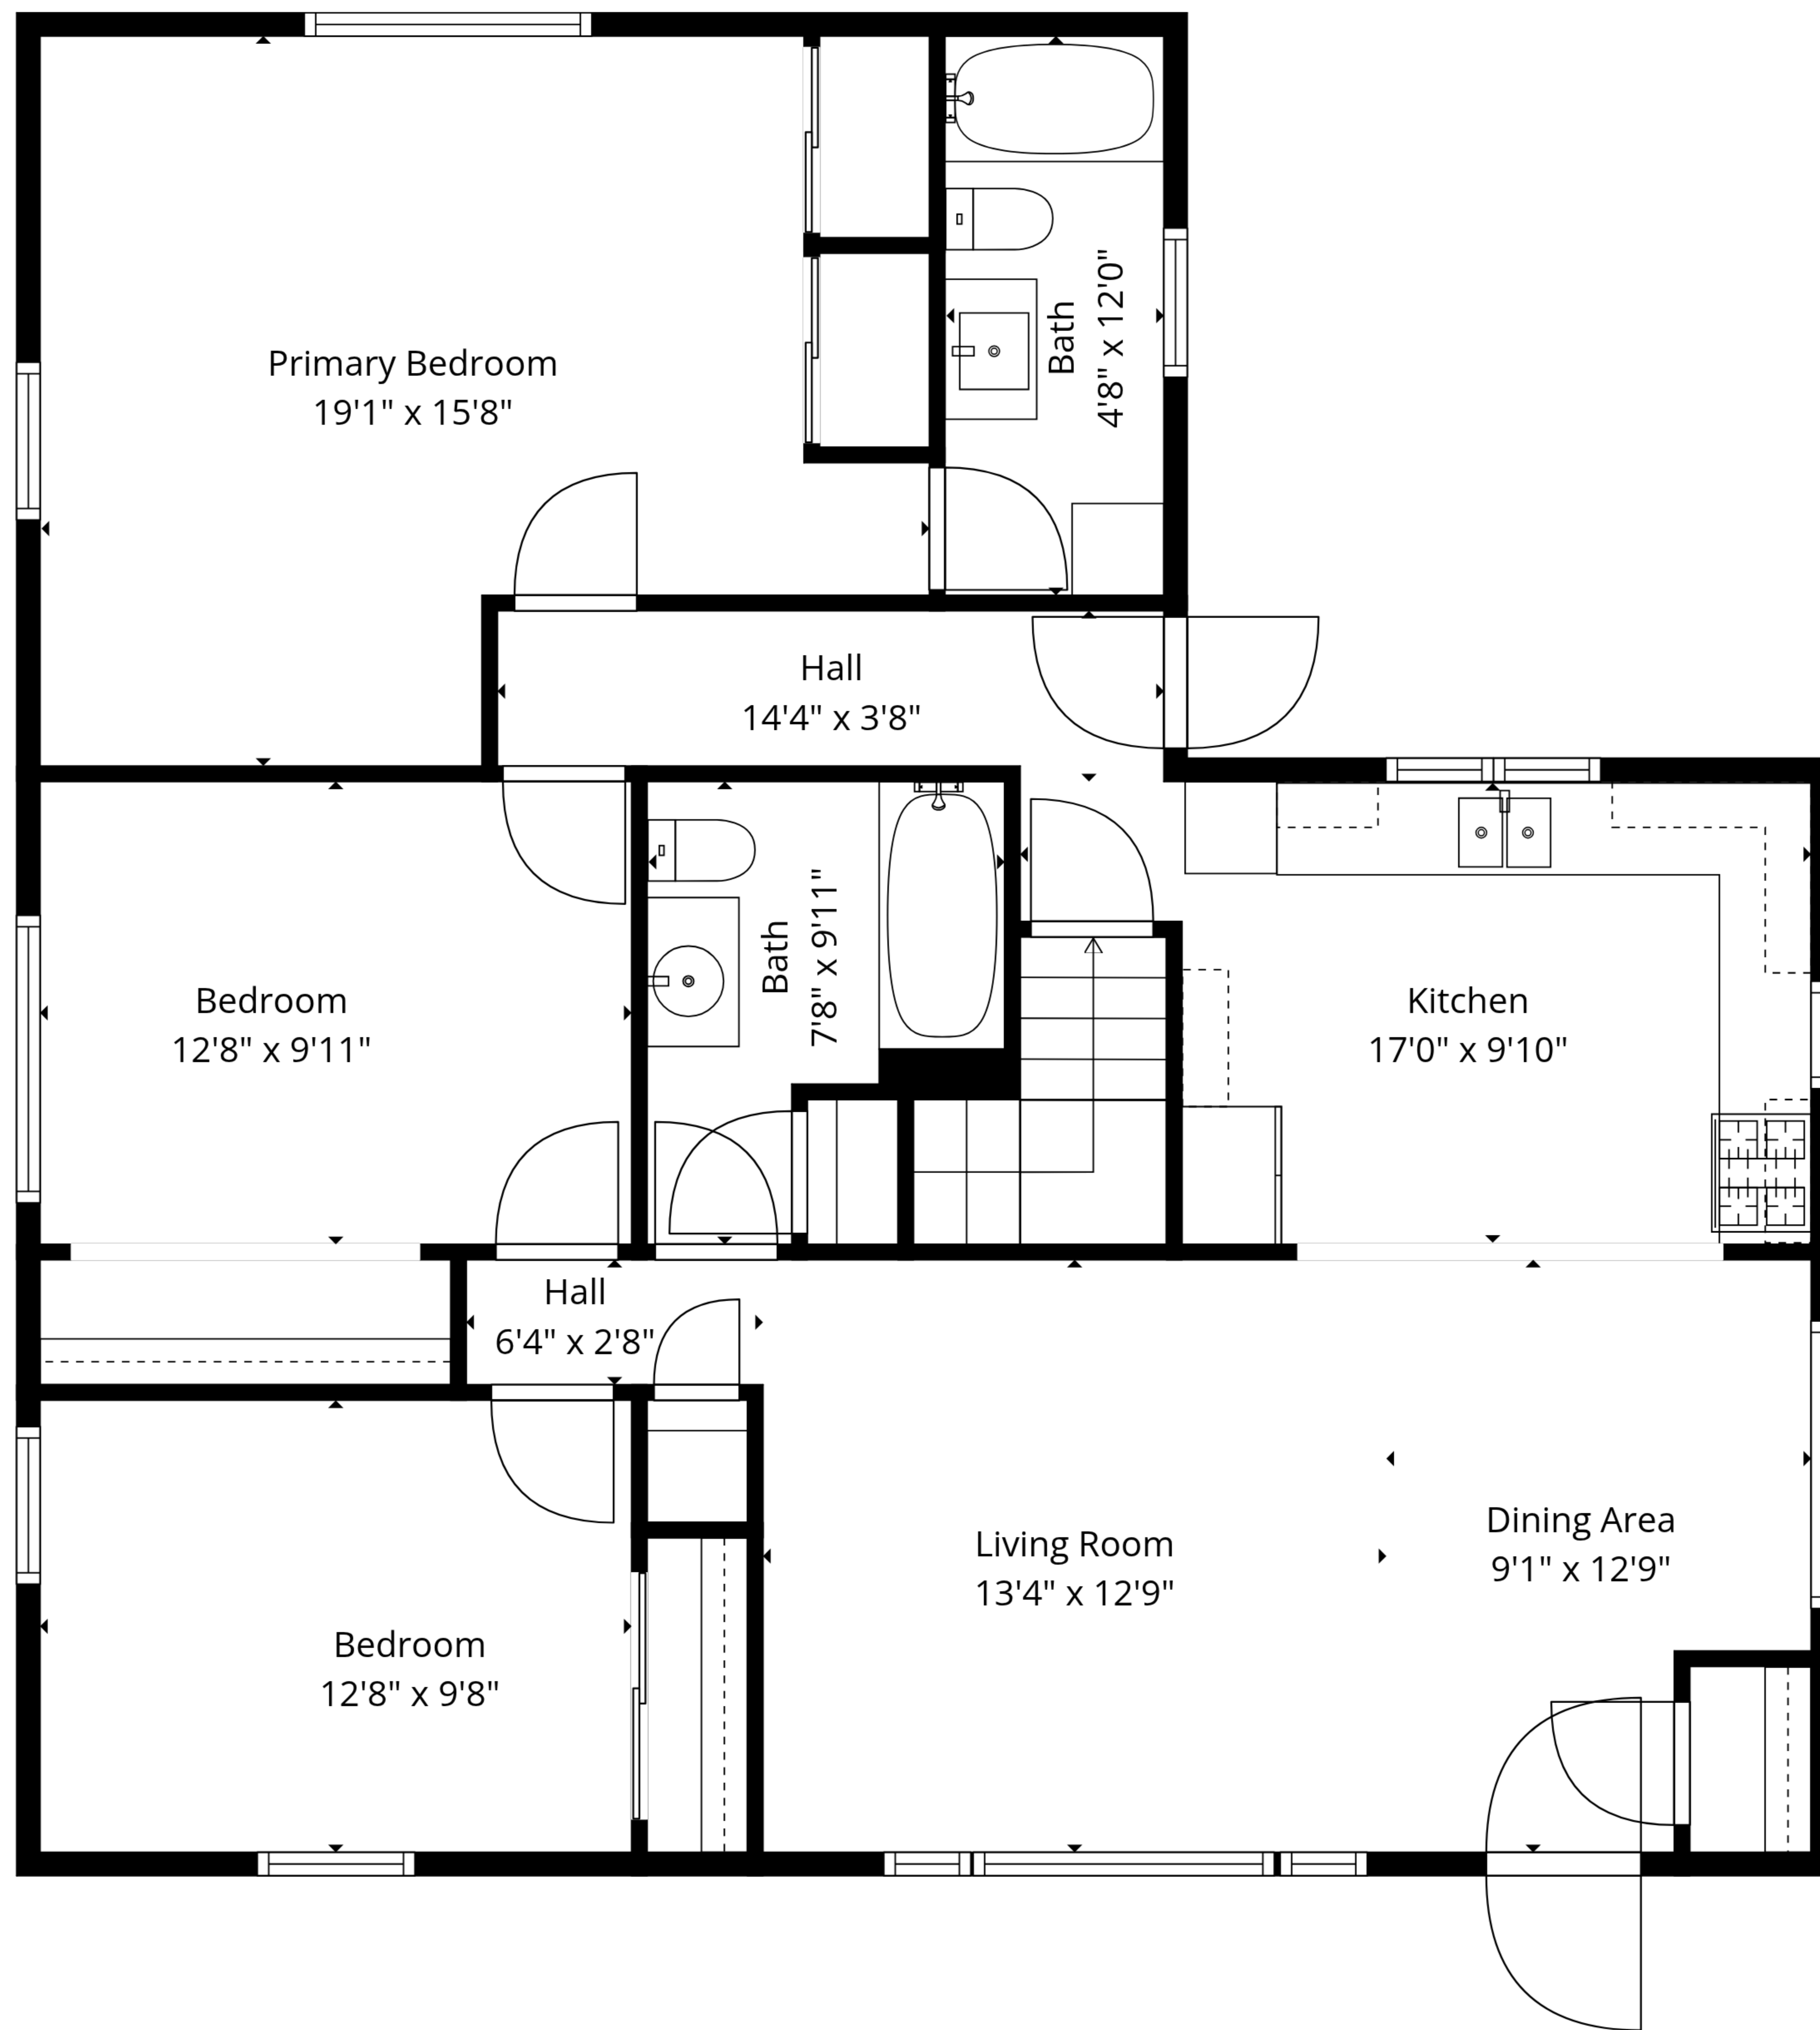 Primary Bedroom
19'1" x 15'8"
Bath
4'8" x 12'0"
Hall
14'4" x 3'8"
Bedroom
12'8" x 9'11"
Bath
7'8" x 9'11"
Kitchen
17'0" x 9'10"
Hall
6'4" x 2'8"
Living Room
13'4" x 12'9"
Dining Area
9'1" x 12'9"
Bedroom
12'8" x 9'8"